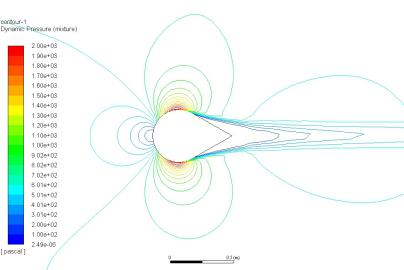 contour-1
Dynamic Pressure (mixture)
2.00e+03
1.90e+03
1.80e+03
1.70e+03
1.60e+03
1.50e+03
1.40e+03
1.30e+03
1.20e+03
1.10e+03
1.00e+03
9.02e+02
8.02e+02
7.02e+02
6.01e+02
5.01e+02
4.01e+02
3.01e+02
2.00e+02
1.00e+02
2.49e-06
[ pascal ]
0
0.1 (m)